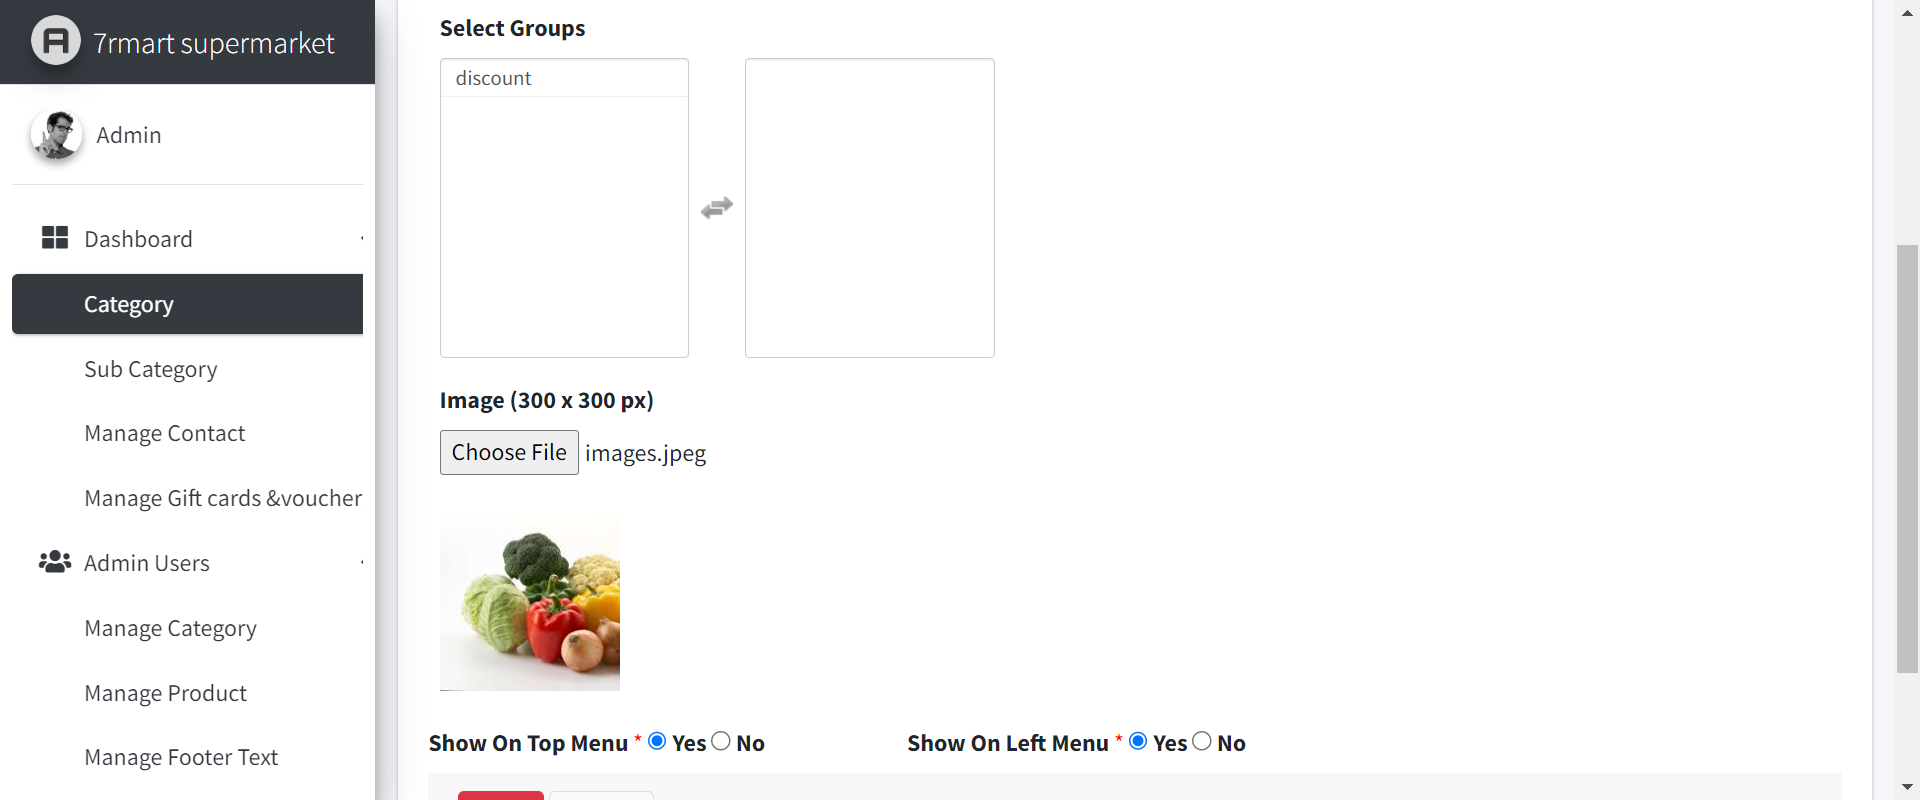 7rmart supermarket
Admin
Dashboard
Category
Sub Category
Manage Contact
Manage Gift cards &voucher
Admin Users
Manage Category
Manage Product
Manage Footer Text
Select Groups
discount
Image (300 x 300 px)
Choose File images.jpeg
Show On Top Menu * Yes No Show On Left Menu * Yes No